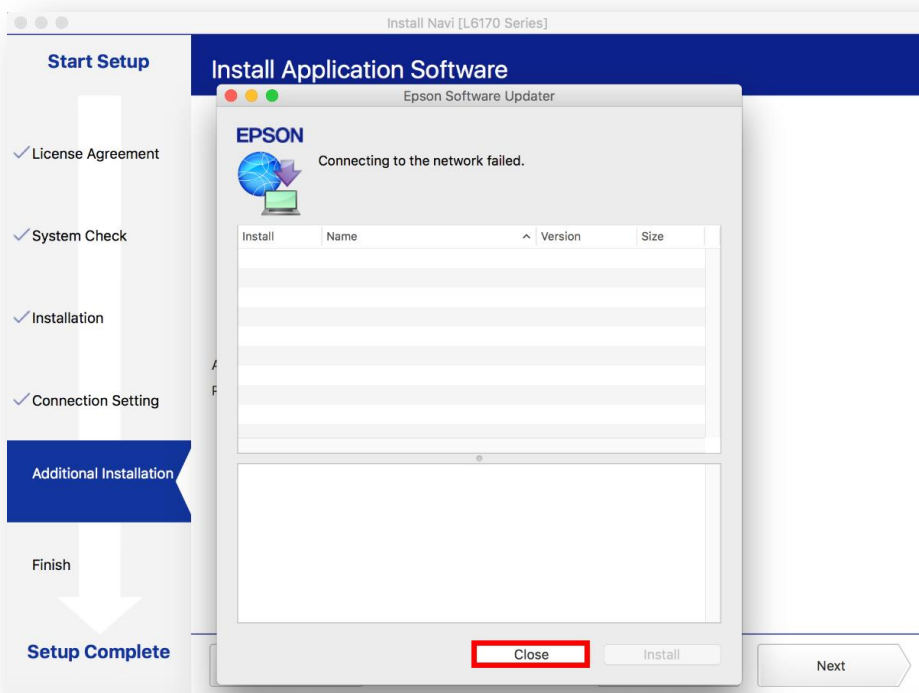 Install Navi [L6170 Series]
Start Setup
License Agreement
System Check
Installation
Connection Setting
Additional Installation
Finish
Setup Complete
Install Application Software
Epson Software Updater
EPSON
Connecting to the network failed.
Install Name Version Size
A
F
Close Install
Next